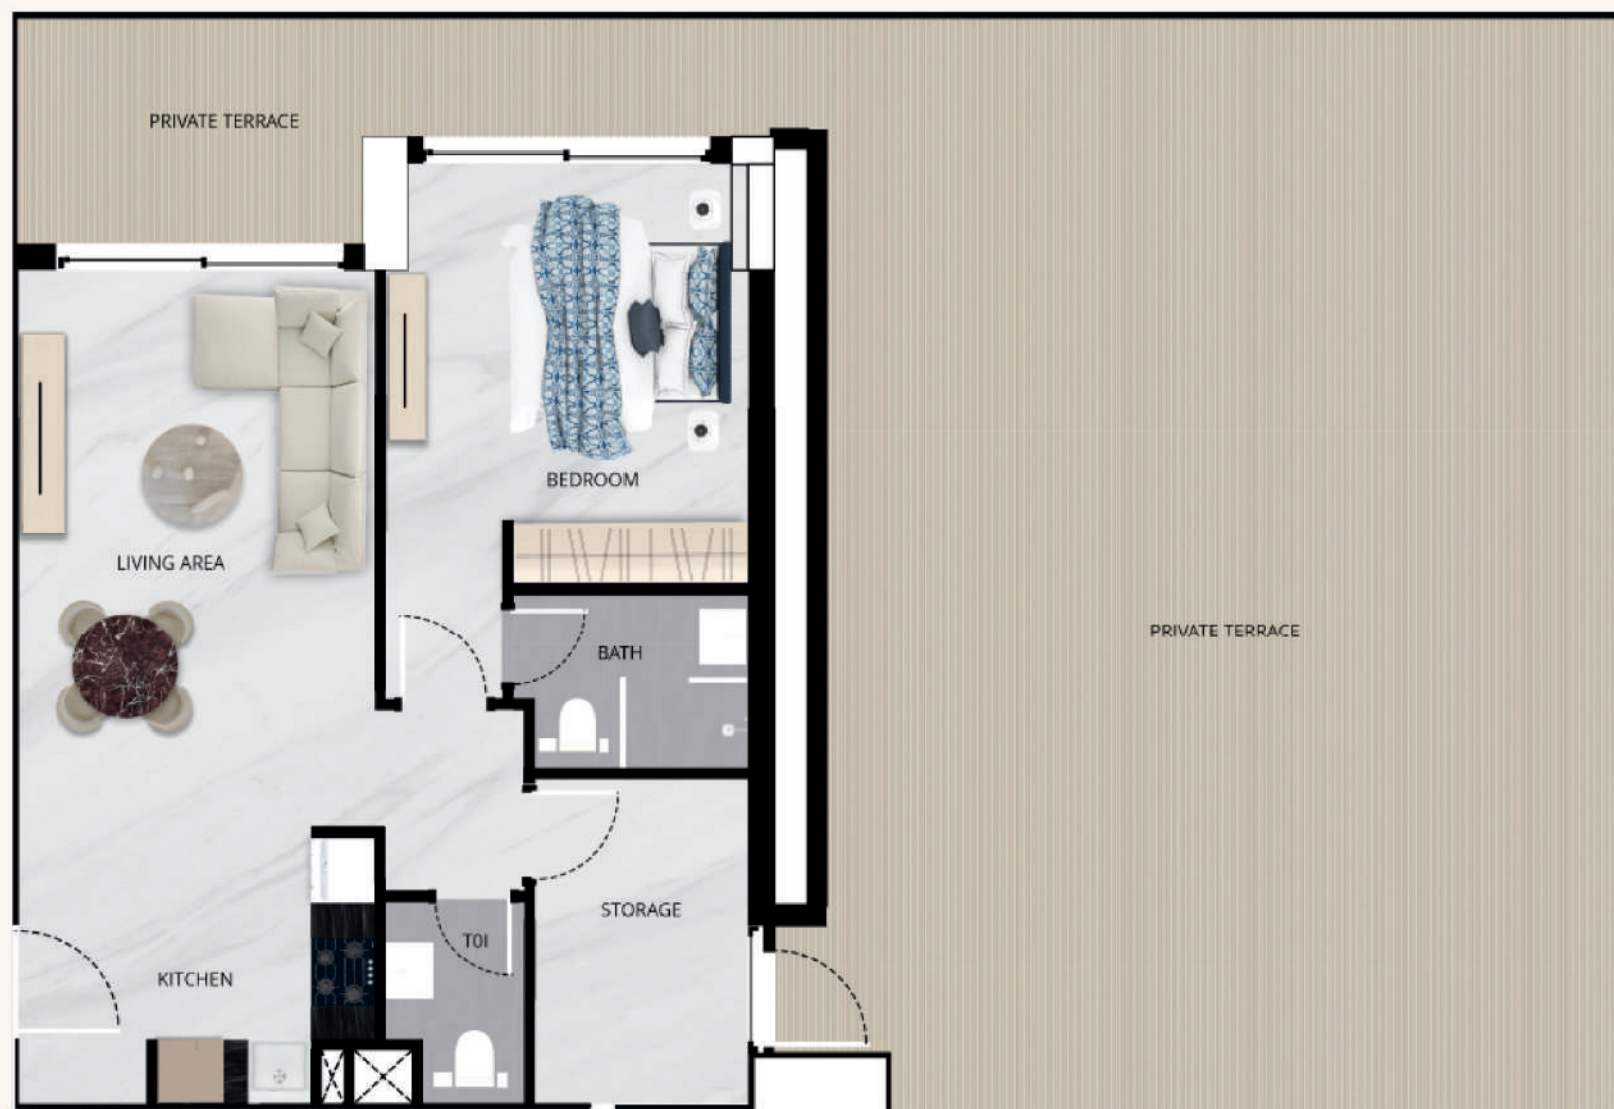 PRIVATE TERRACE
BEDROOM
LIVING AREA
PRIVATE TERRACE
BATH
STORAGE
TOI
KITCHEN